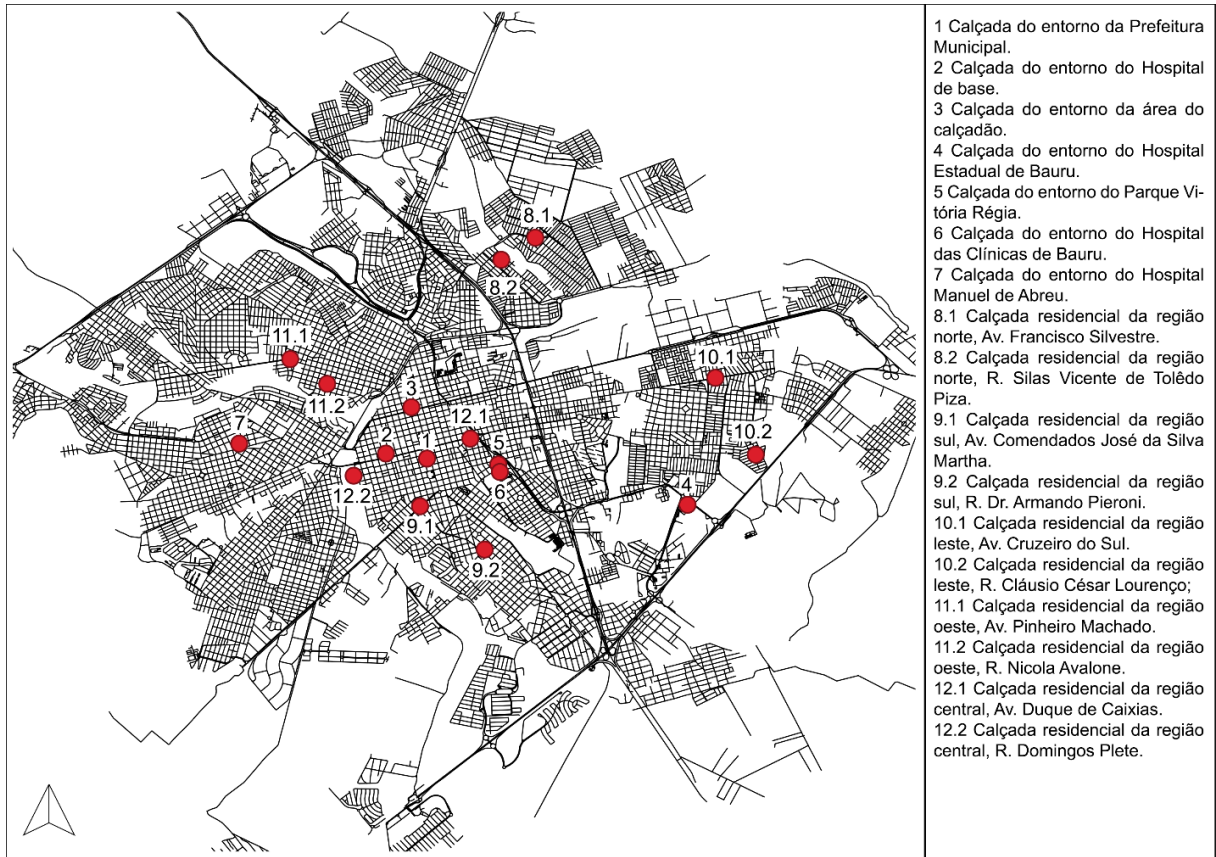 8.1
8.2
11.1
11.2
10.1
3
12.1
7
2
1
5
10.2
12.2
6
4
9.1
9.2
1 Calçada do entorno da Prefeitura
Municipal.
2 Calçada do entorno do Hospital
de base.
3 Calçada do entorno da área do
calçadão.
4 Calçada do entorno do Hospital
Estadual de Bauru.
5 Calçada do entorno do Parque Vi-
tória Régia.
6 Calçada do entorno do Hospital
das Clínicas de Bauru.
7 Calçada do entorno do Hospital
Manuel de Abreu.
8.1 Calçada residencial da região
norte, Av. Francisco Silvestre.
8.2 Calçada residencial da região
norte, R. Silas Vicente de Tolêdo
Piza.
9.1 Calçada residencial da região
sul, Av. Comendados José da Silva
Martha.
9.2 Calçada residencial da região
sul, R. Dr. Armando Pieroni.
10.1 Calçada residencial da região
leste, Av. Cruzeiro do Sul.
10.2 Calçada residencial da região
leste, R. Cláusio César Lourenço;
11.1 Calçada residencial da região
oeste, Av. Pinheiro Machado.
11.2 Calçada residencial da região
oeste, R. Nicola Avalone.
12.1 Calçada residencial da região
central, Av. Duque de Caixias.
12.2 Calçada residencial da região
central, R. Domingos Plete.